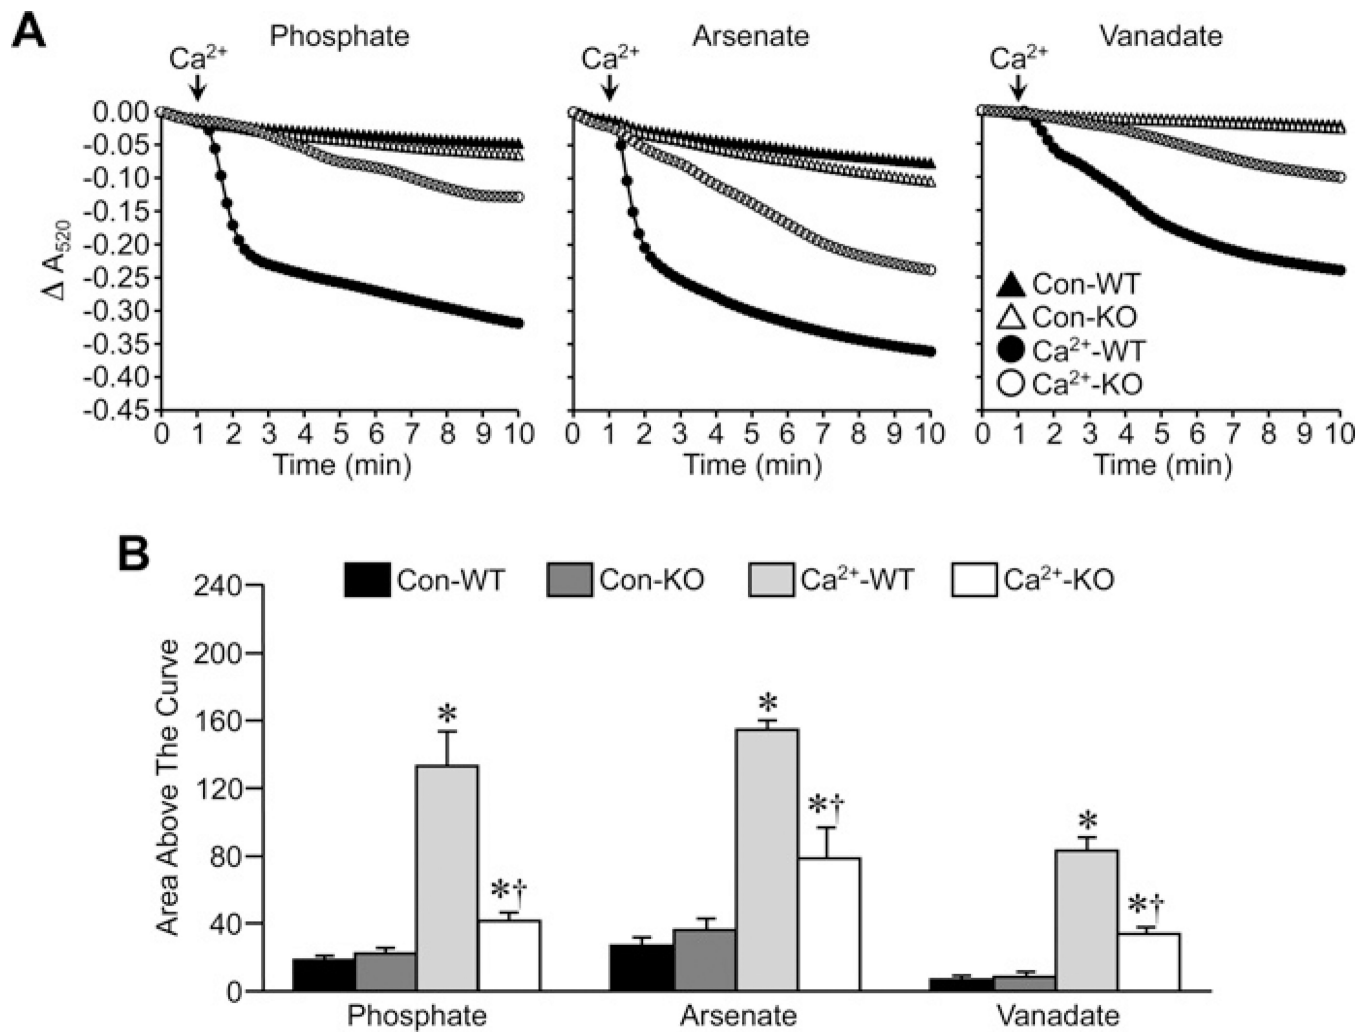 A
Phosphate Arsenate Vanadate
Ca²⁺ Ca²⁺ Ca²⁺
0.00
-0.05
-0.10
-0.15
-0.20
-0.25
-0.30
-0.35
-0.40
-0.45
Δ A₅₂₀
Con-WT
Con-KO
Ca²⁺-WT
Ca²⁺-KO
0 1 2 3 4 5 6 7 8 9 10 0 1 2 3 4 5 6 7 8 9 10 0 1 2 3 4 5 6 7 8 9 10
Time (min) Time (min) Time (min)
B
Con-WT Con-KO Ca²⁺-WT Ca²⁺-KO
240
200
160
120
80
40
0
Area Above The Curve
* *† * *† * *†
Phosphate Arsenate Vanadate